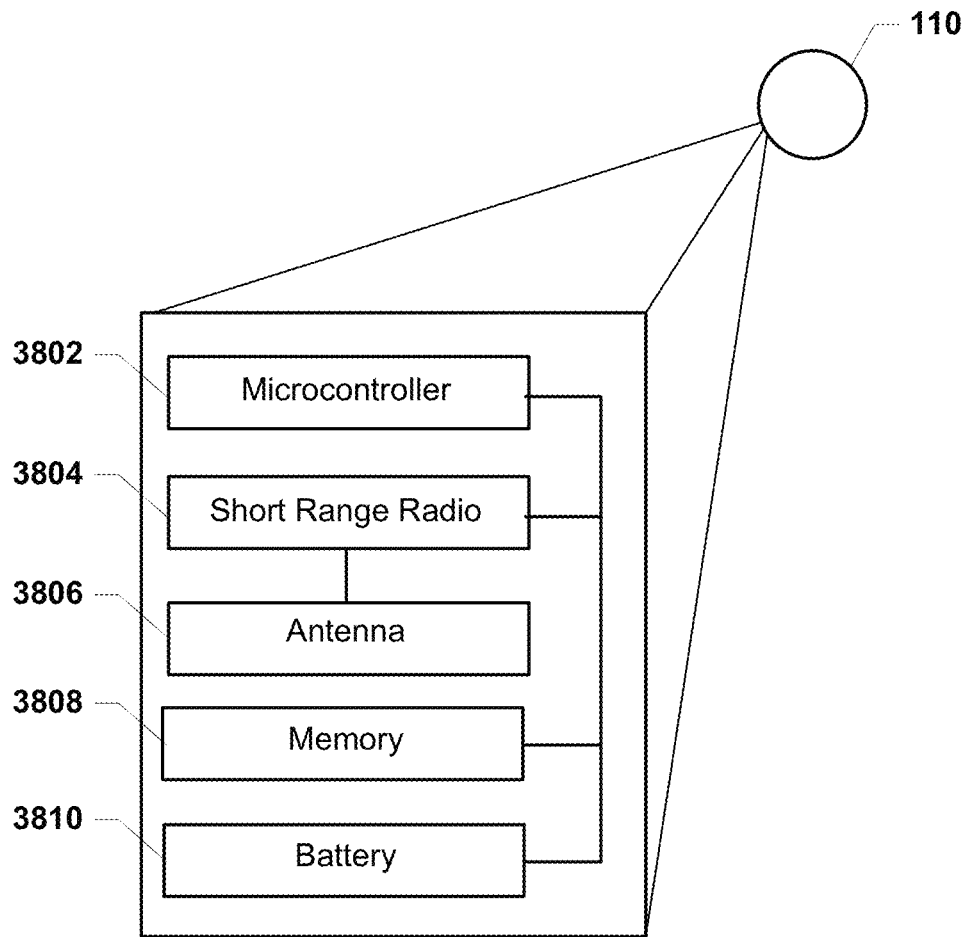 110
3802
Microcontroller
3804
Short Range Radio
3806
Antenna
3808
Memory
3810
Battery